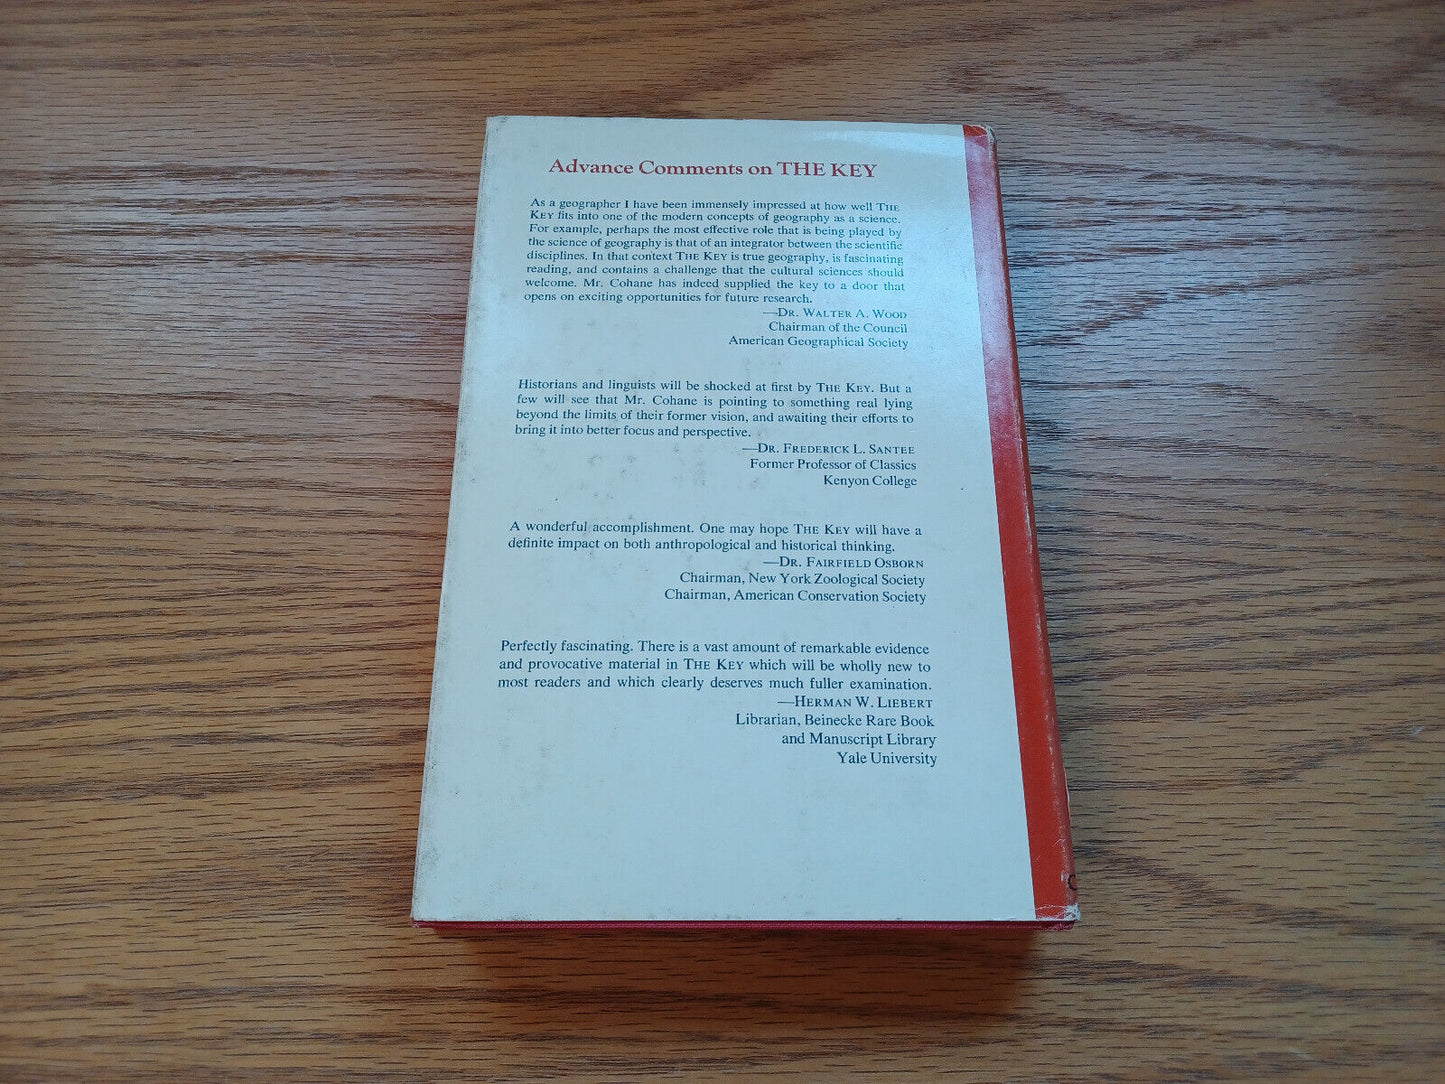 Advance Comments on THE KEY
As a geographer I have been immensely impressed at how well THE
KEY fits into one of the modern concepts of geography as a science.
For example, perhaps the most effective role that is being played by
the science of geography is that of an integrator between the scientific
disciplines. In that context THE KEY is true geography, is fascinating
reading, and contains a challenge that the cultural sciences should
welcome. Mr. Cohane has indeed supplied the key to a door that
opens on exciting opportunities for future research.
—DR. WALTER A. WOOD
Chairman of the Council
American Geographical Society
Historians and linguists will be shocked at first by THE KEY. But a
few will see that Mr. Cohane is pointing to something real lying
beyond the limits of their former vision, and awaiting their efforts to
bring it into better focus and perspective.
—DR. FREDERICK L. SANTEE
Former Professor of Classics
Kenyon College
A wonderful accomplishment. One may hope THE KEY will have a
definite impact on both anthropological and historical thinking.
—DR. FAIRFIELD OSBORN
Chairman, New York Zoological Society
Chairman, American Conservation Society
Perfectly fascinating. There is a vast amount of remarkable evidence
and provocative material in THE KEY which will be wholly new to
most readers and which clearly deserves much fuller examination.
—HERMAN W. LIEBERT
Librarian, Beinecke Rare Book
and Manuscript Library
Yale University